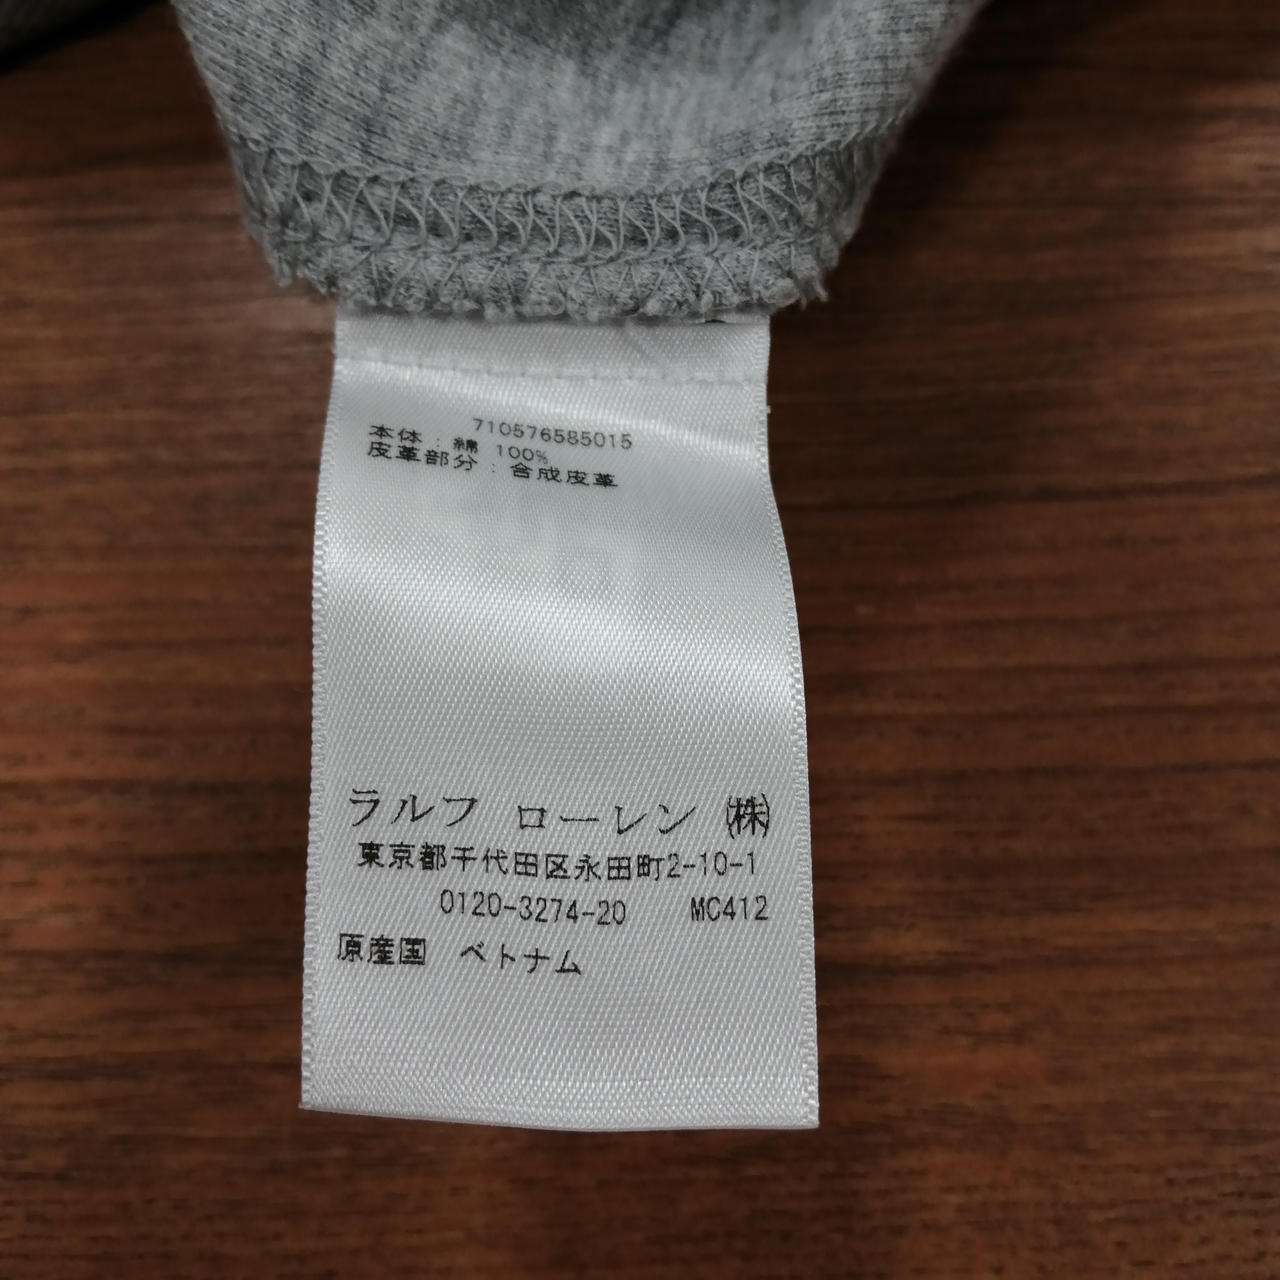 710576585015
本体 : 綿 100%
皮革部分 : 合成皮革
ラルフ ローレン ㈱
東京都千代田区永田町2-10-1
0120-3274-20 MC412
原産国 ベトナム